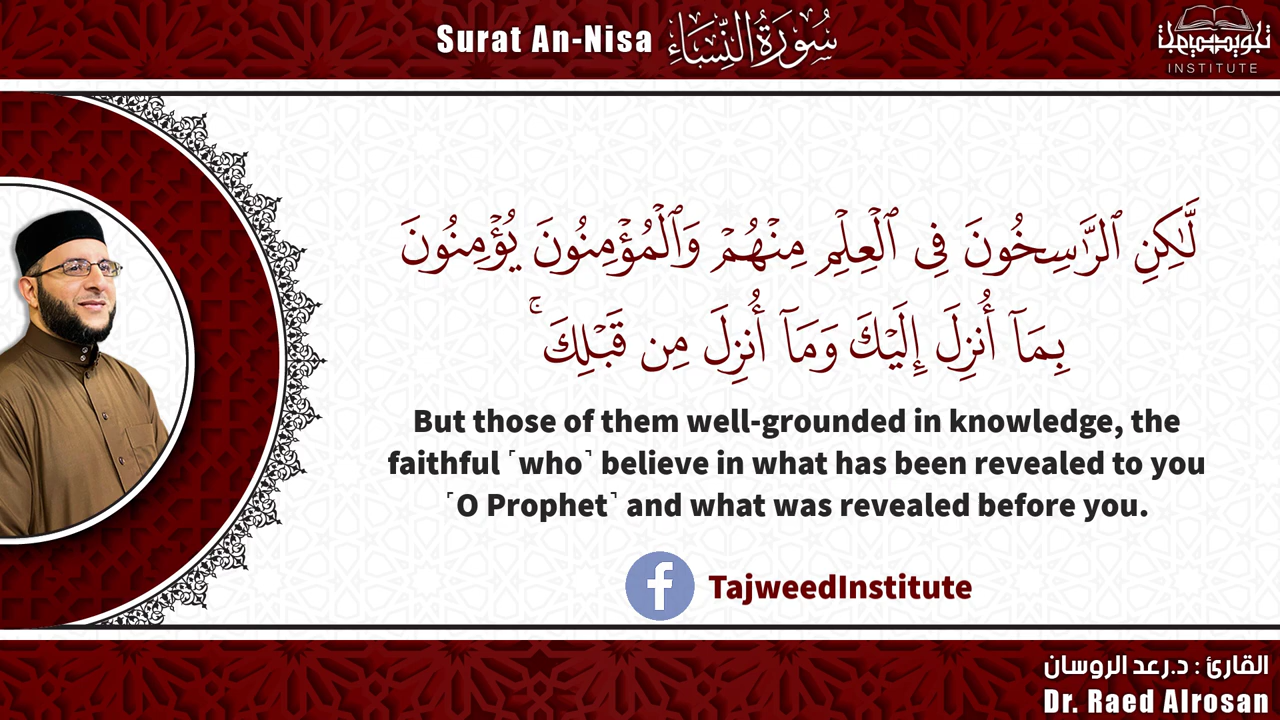 Surat An-Nisa سُورَةُ النِّسَاءِ
تجويد
INSTITUTE
لَّٰكِنِ ٱلرَّٰسِخُونَ فِى ٱلْعِلْمِ مِنْهُمْ وَٱلْمُؤْمِنُونَ يُؤْمِنُونَ
بِمَآ أُنزِلَ إِلَيْكَ وَمَآ أُنزِلَ مِن قَبْلِكَ ۚ
But those of them well-grounded in knowledge, the
faithful ˹who˺ believe in what has been revealed to you
˹O Prophet˺ and what was revealed before you.
f TajweedInstitute
القارئ : د.رعد الروسان
Dr. Raed Alrosan